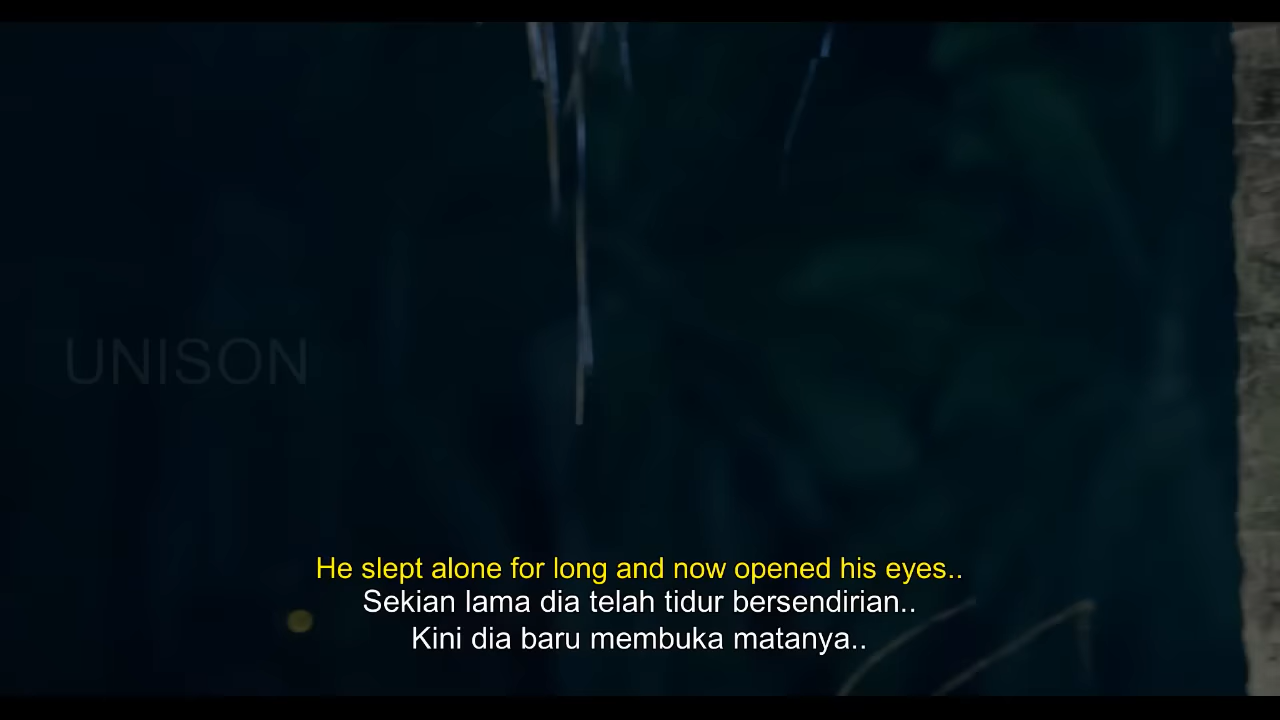 UNISON
He slept alone for long and now opened his eyes..
Sekian lama dia telah tidur bersendirian..
Kini dia baru membuka matanya..